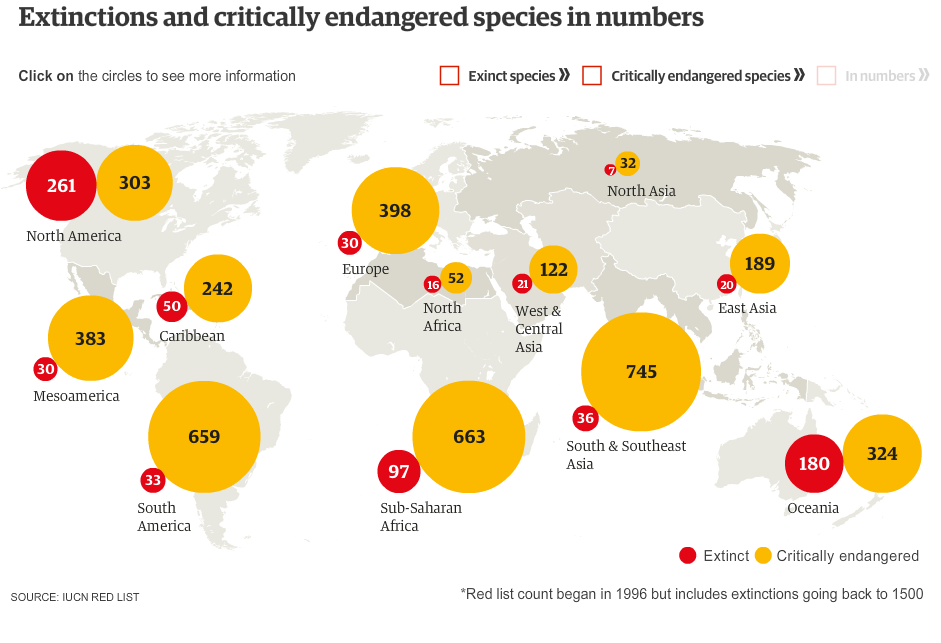 Extinctions and critically endangered species in numbers
Click on the circles to see more information
Exinct species »
Critically endangered species »
In numbers »
261
303
North America
7
32
North Asia
398
30
Europe
16
52
North
Africa
21
122
West &
Central
Asia
189
20
East Asia
242
50
Caribbean
383
30
Mesoamerica
745
36
South & Southeast
Asia
659
33
South
America
663
97
Sub-Saharan
Africa
180
324
Oceania
Extinct
Critically endangered
SOURCE: IUCN RED LIST
*Red list count began in 1996 but includes extinctions going back to 1500